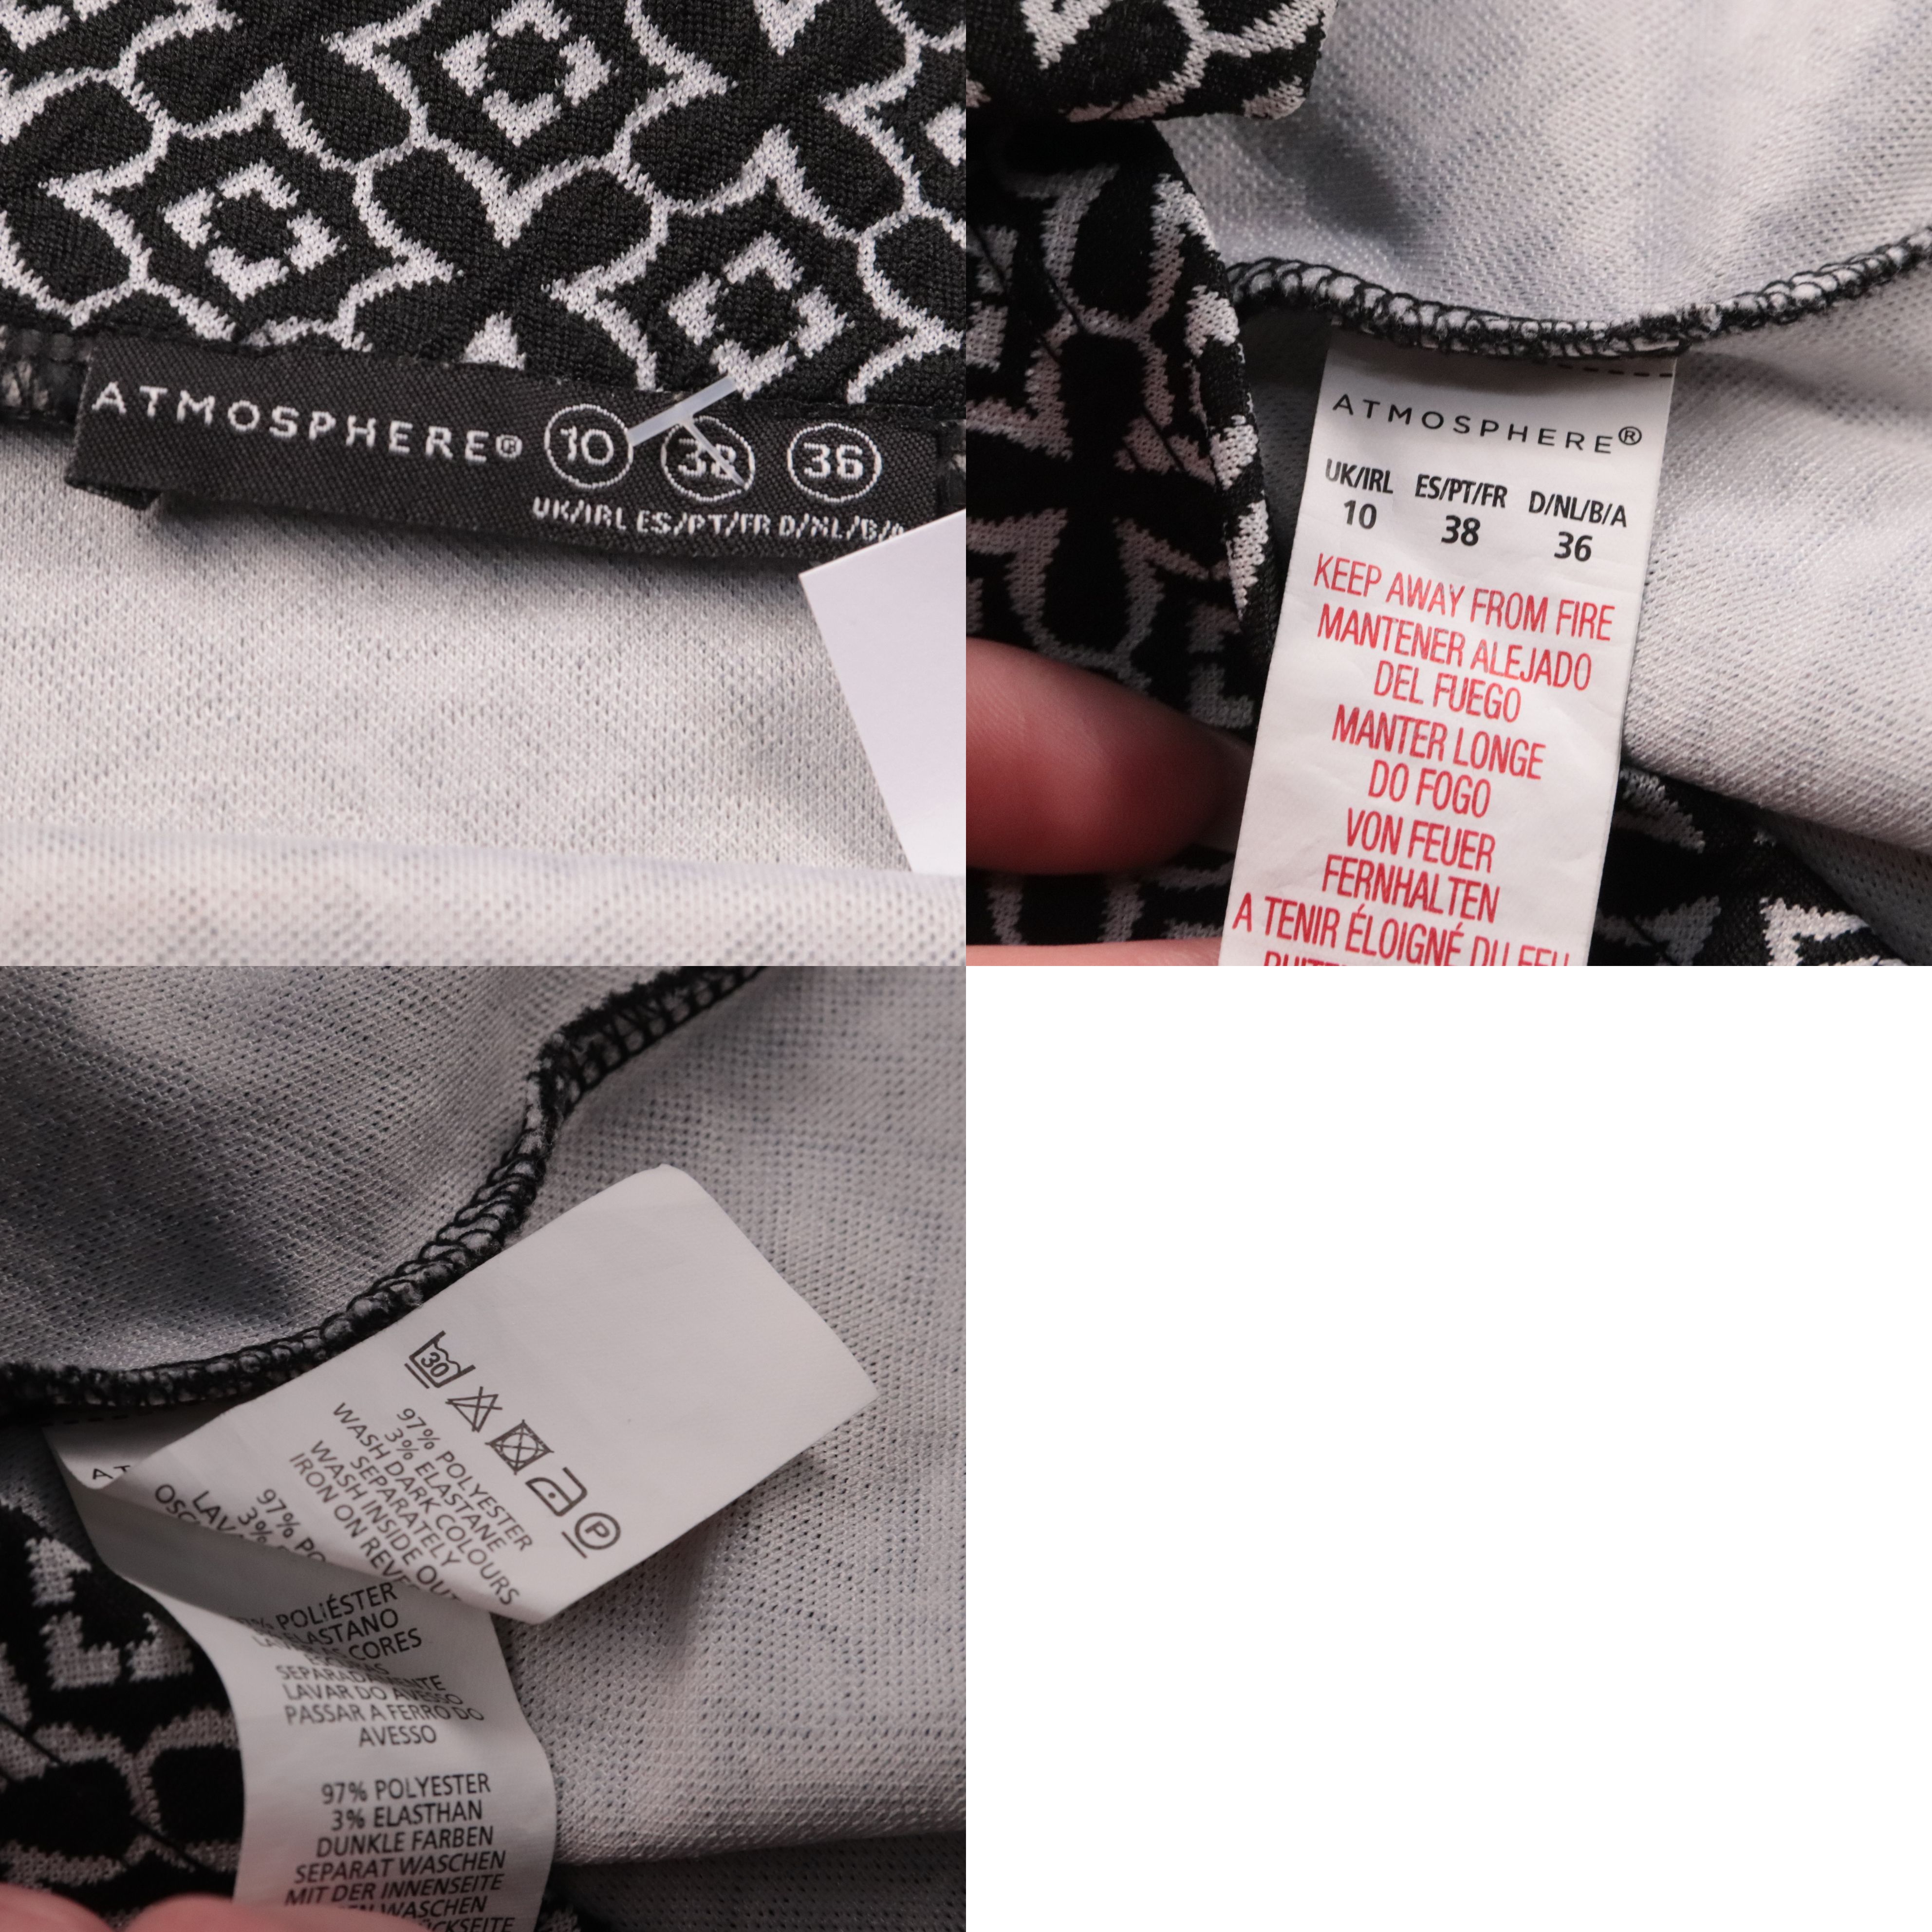 ATMOSPHERE® 10 38 36
UK/IRL ES/PT/FR D/NL/B/A
ATMOSPHERE®
UK/IRL ES/PT/FR D/NL/B/A
10 38 36
KEEP AWAY FROM FIRE
MANTENER ALEJADO
DEL FUEGO
MANTER LONGE
DO FOGO
VON FEUER
FERNHALTEN
A TENIR ÉLOIGNÉ DU FEU
30
P
97% POLYESTER
3% ELASTANE
WASH DARK COLOURS
SEPARATELY
WASH INSIDE OUT
IRON ON
97%
3%
POLIÉSTER
CORES
SEPARADAMENTE
LAVAR DO AVESSO
PASSAR A FERRO DO
AVESSO
97% POLYESTER
3% ELASTHAN
DUNKLE FARBEN
SEPARAT WASCHEN
MIT DER INNENSEITE
WASCHEN